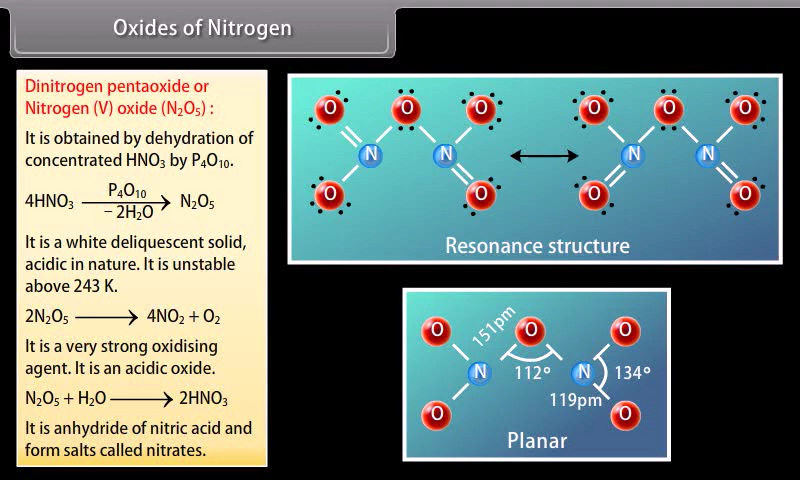 Oxides of Nitrogen
Dinitrogen pentaoxide or
Nitrogen (V) oxide (N₂O₅) :
It is obtained by dehydration of
concentrated HNO₃ by P₄O₁₀.
P₄O₁₀
4HNO₃ ⟶ N₂O₅
− 2H₂O
It is a white deliquescent solid,
acidic in nature. It is unstable
above 243 K.
2N₂O₅ ⟶ 4NO₂ + O₂
It is a very strong oxidising
agent. It is an acidic oxide.
N₂O₅ + H₂O ⟶ 2HNO₃
It is anhydride of nitric acid and
form salts called nitrates.
O O O O O O
N N N N
O O O O
Resonance structure
O 151pm O O
N 112° N 134°
119pm
O O
Planar